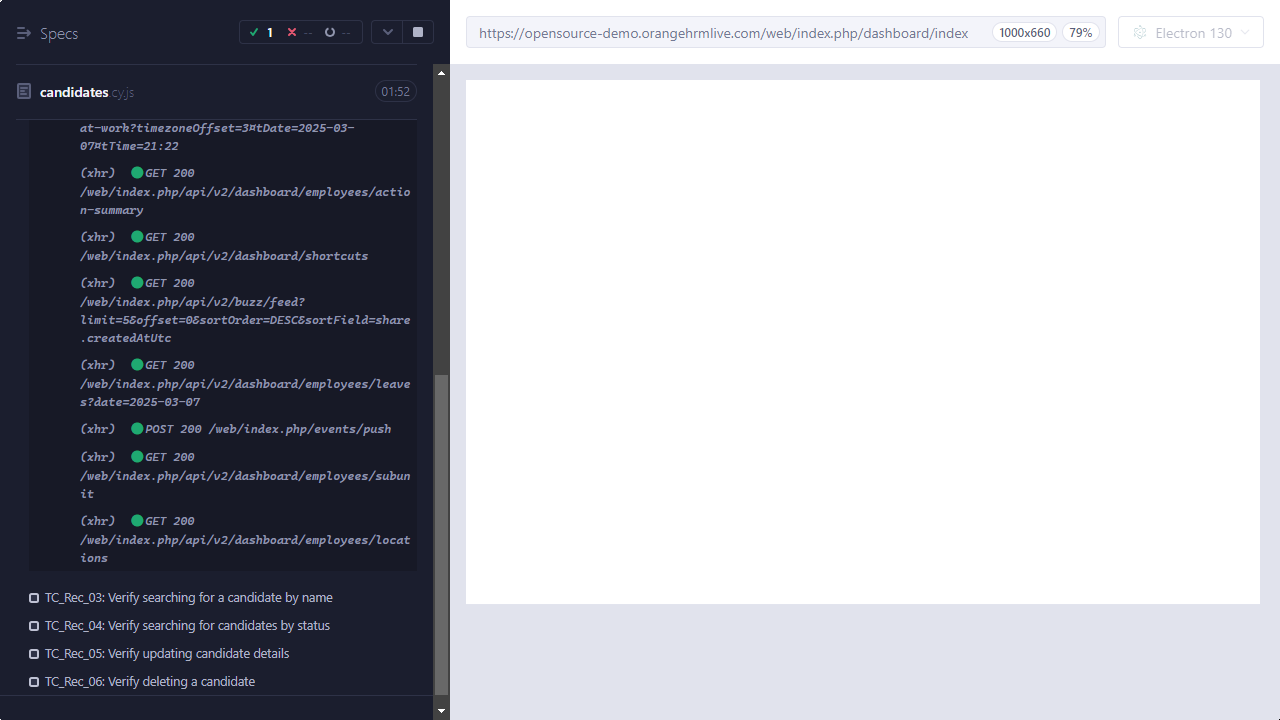 Specs
1
--
--
https://opensource-demo.orangehrmlive.com/web/index.php/dashboard/index
1000x660
79%
Electron 130
candidates cy.js
01:52
at-work?timezoneOffset=3¤tDate=2025-03-
07¤tTime=21:22
(xhr) GET 200
/web/index.php/api/v2/dashboard/employees/actio
n-summary
(xhr) GET 200
/web/index.php/api/v2/dashboard/shortcuts
(xhr) GET 200
/web/index.php/api/v2/buzz/feed?
limit=5&offset=0&sortOrder=DESC&sortField=share
.createdAtUtc
(xhr) GET 200
/web/index.php/api/v2/dashboard/employees/leave
s?date=2025-03-07
(xhr) POST 200 /web/index.php/events/push
(xhr) GET 200
/web/index.php/api/v2/dashboard/employees/subun
it
(xhr) GET 200
/web/index.php/api/v2/dashboard/employees/locat
ions
TC_Rec_03: Verify searching for a candidate by name
TC_Rec_04: Verify searching for candidates by status
TC_Rec_05: Verify updating candidate details
TC_Rec_06: Verify deleting a candidate